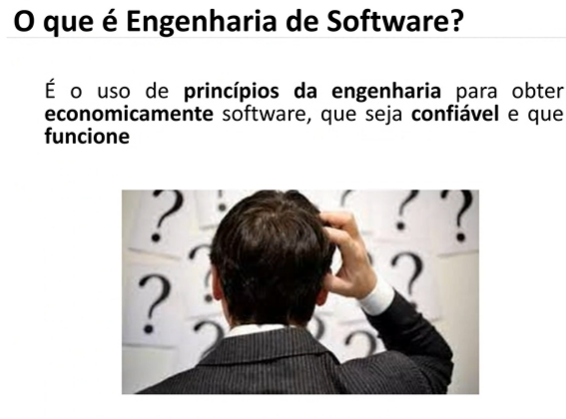 O que é Engenharia de Software?
É o uso de princípios da engenharia para obter
economicamente software, que seja confiável e que
funcione
? ? ? ?
? ? ?
? ? ?